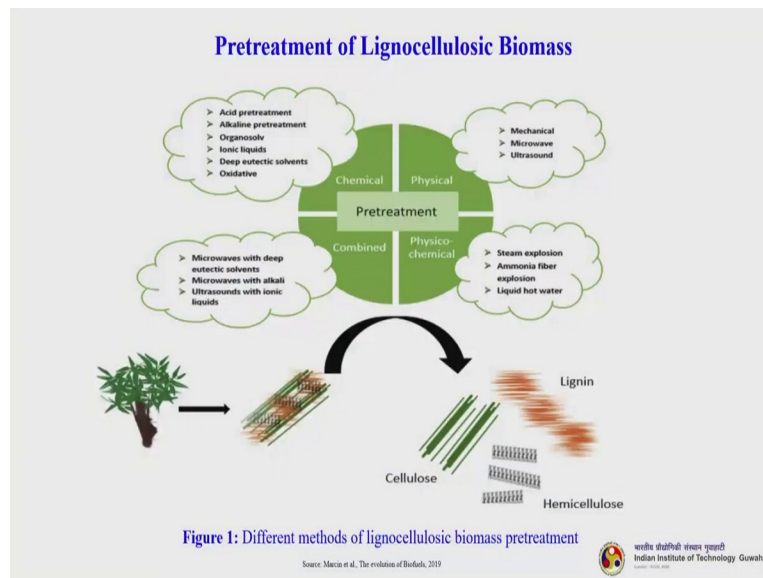 Pretreatment of Lignocellulosic Biomass
➤ Acid pretreatment
➤ Alkaline pretreatment
➤ Organosolv
➤ Ionic liquids
➤ Deep eutectic solvents
➤ Oxidative
➤ Mechanical
➤ Microwave
➤ Ultrasound
Chemical
Physical
Pretreatment
Combined
Physico-
chemical
➤ Microwaves with deep
eutectic solvents
➤ Microwaves with alkali
➤ Ultrasounds with ionic
liquids
➤ Steam explosion
➤ Ammonia fiber
explosion
➤ Liquid hot water
Lignin
Cellulose
Hemicellulose
Figure 1: Different methods of lignocellulosic biomass pretreatment
Source: Marcin et al., The evolution of Biofuels, 2019
भारतीय प्रौद्योगिकी संस्थान गुवाहाटी
Indian Institute of Technology Guwah